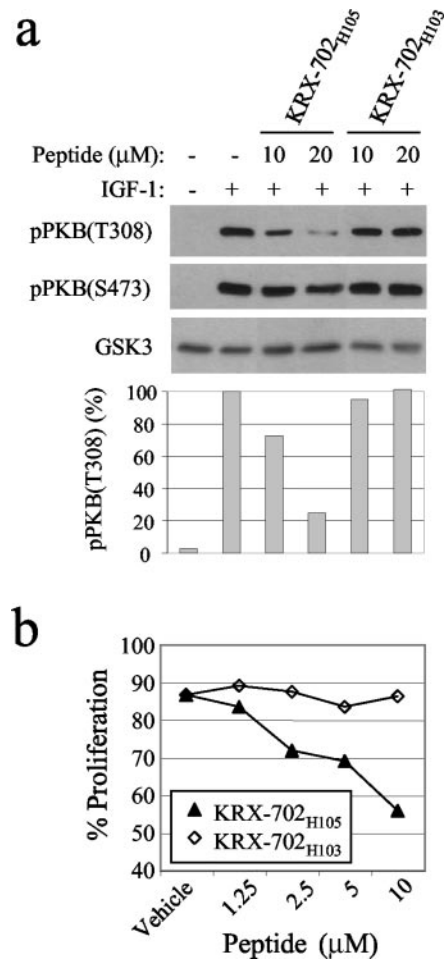 a
KRX-702H105
KRX-702H103
Peptide (μM): - - 10 20 10 20
IGF-1: - + + + + +
pPKB(T308)
pPKB(S473)
GSK3
pPKB(T308) (%)
100
80
60
40
20
0
b
% Proliferation
100
90
80
70
60
50
40
KRX-702H105
KRX-702H103
Vehicle 1.25 2.5 5 10
Peptide (μM)